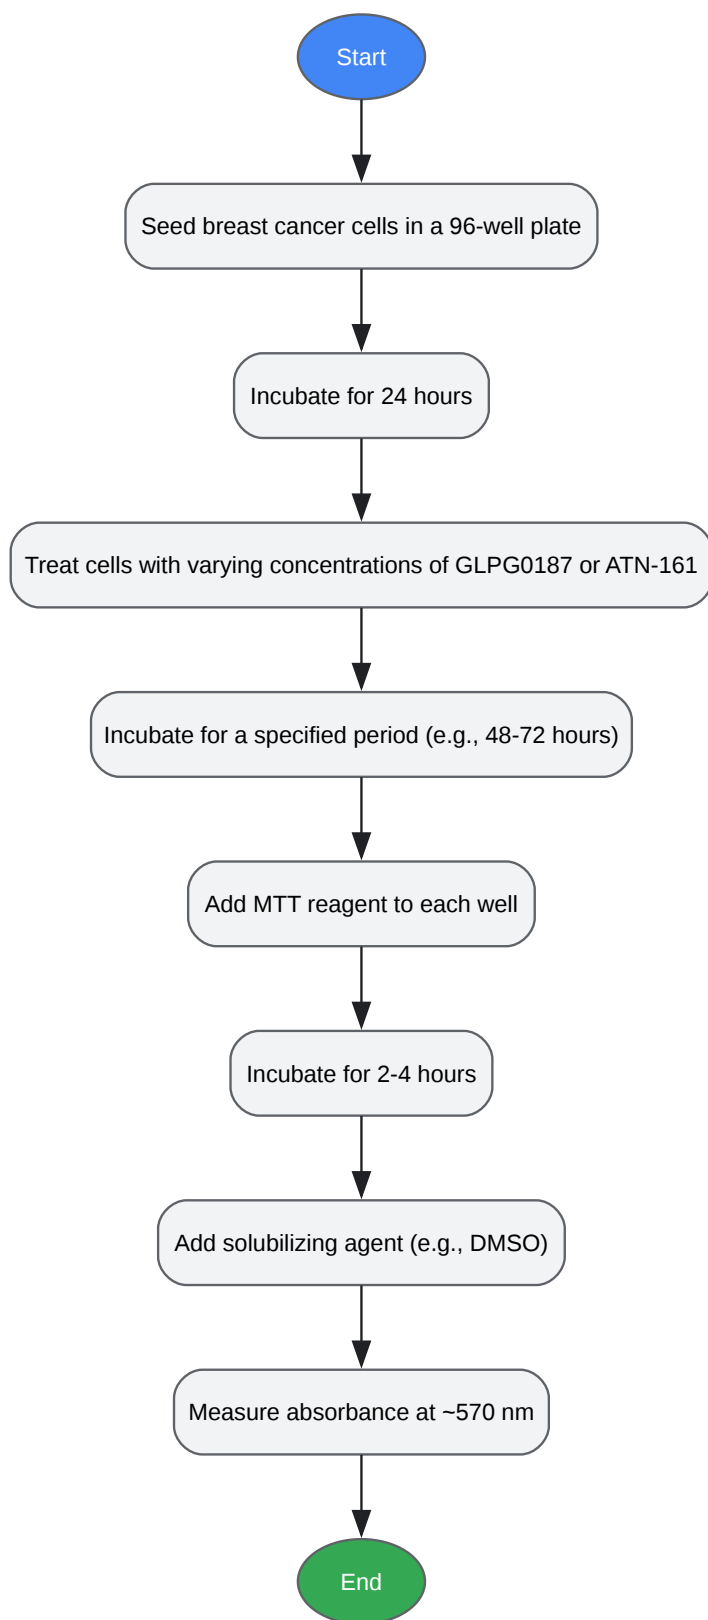 Start
Seed breast cancer cells in a 96-well plate
Incubate for 24 hours
Treat cells with varying concentrations of GLPG0187 or ATN-161
Incubate for a specified period (e.g., 48-72 hours)
Add MTT reagent to each well
Incubate for 2-4 hours
Add solubilizing agent (e.g., DMSO)
Measure absorbance at ~570 nm
End